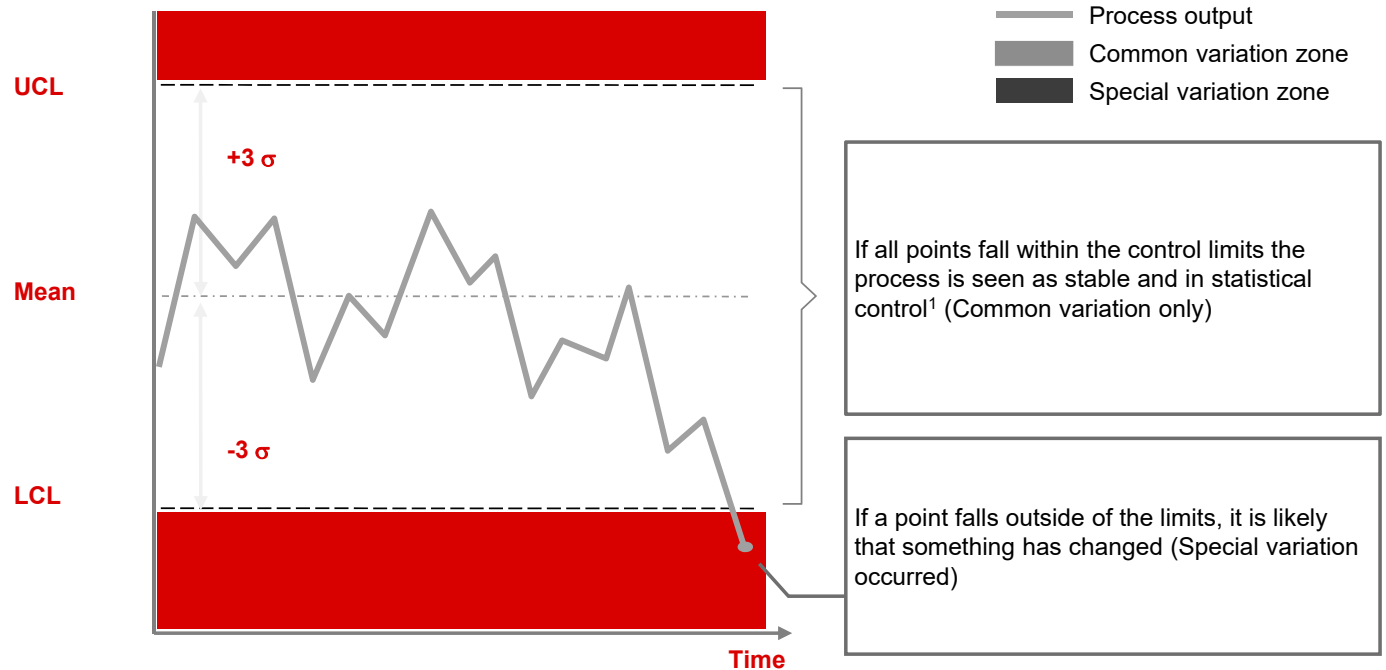 Process output
Common variation zone
Special variation zone
UCL
+3 σ
Mean
-3 σ
LCL
Time
If all points fall within the control limits the
process is seen as stable and in statistical
control¹ (Common variation only)
If a point falls outside of the limits, it is likely
that something has changed (Special variation
occurred)